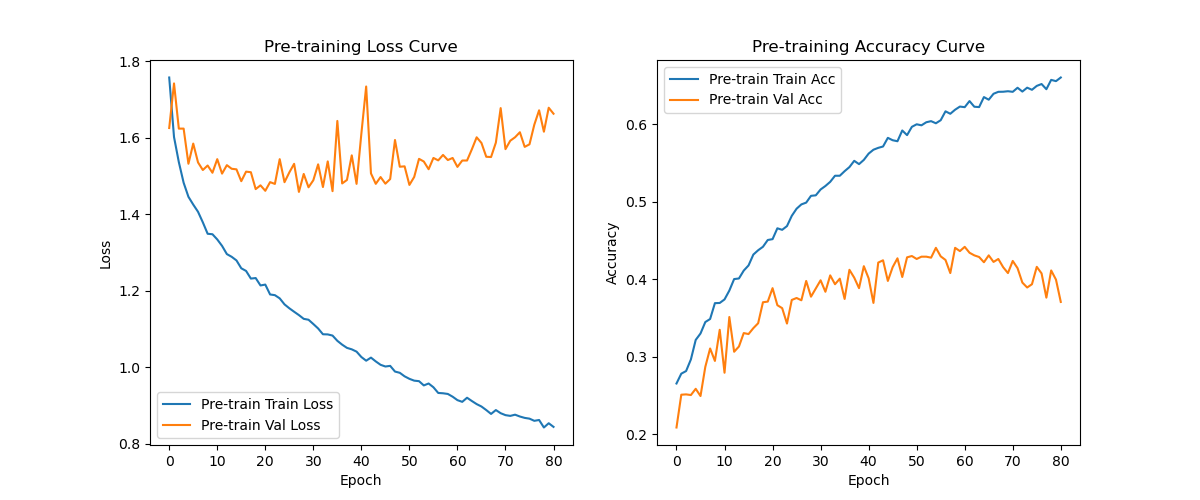 Pre-training Loss Curve
1.8
1.6
1.4
1.2
1.0
0.8
Loss
Pre-train Train Loss
Pre-train Val Loss
0 10 20 30 40 50 60 70 80
Epoch
Pre-training Accuracy Curve
Pre-train Train Acc
Pre-train Val Acc
0.6
0.5
0.4
0.3
0.2
Accuracy
0 10 20 30 40 50 60 70 80
Epoch